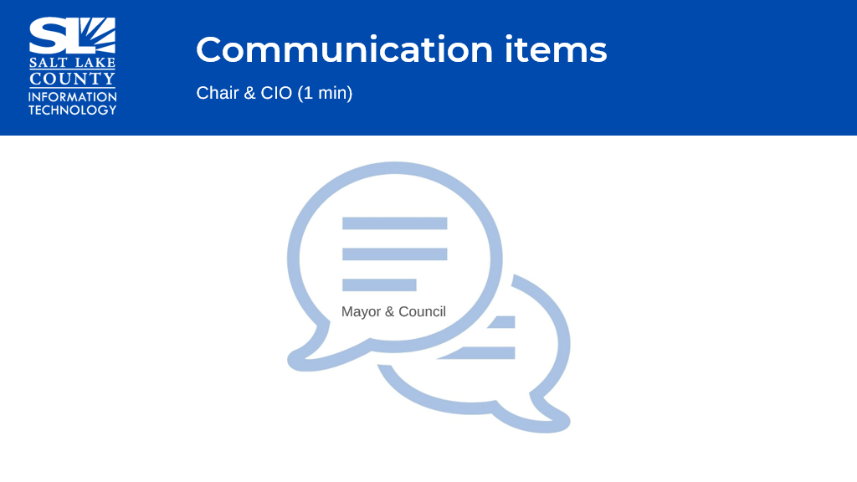 SL
SALT LAKE
COUNTY
INFORMATION
TECHNOLOGY
Communication items
Chair & CIO (1 min)
Mayor & Council